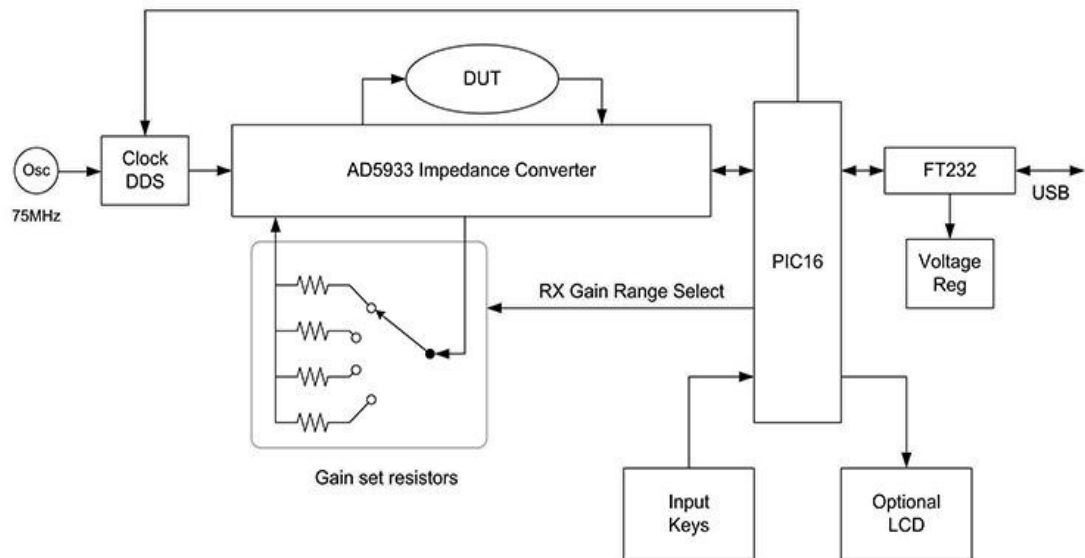 DUT
Osc
75MHz
Clock
DDS
AD5933 Impedance Converter
PIC16
FT232
USB
Voltage
Reg
RX Gain Range Select
Gain set resistors
Input
Keys
Optional
LCD